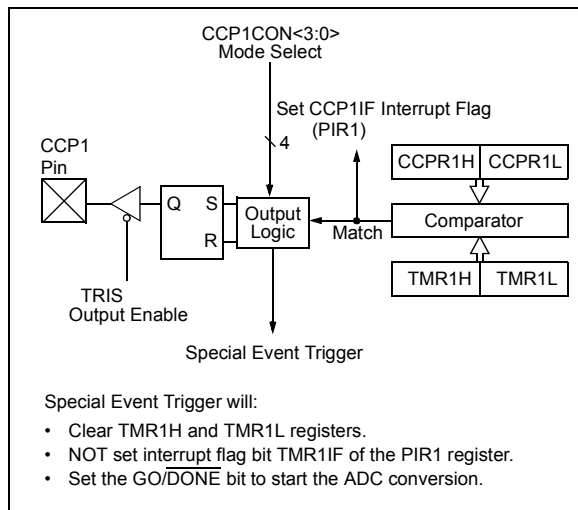 CCP1CON<3:0>
Mode Select
Set CCP1IF Interrupt Flag
(PIR1)
4
CCP1
Pin
CCPR1H CCPR1L
Q S
R
Output
Logic
Match
Comparator
TRIS
Output Enable
TMR1H TMR1L
Special Event Trigger
Special Event Trigger will:
• Clear TMR1H and TMR1L registers.
• NOT set interrupt flag bit TMR1IF of the PIR1 register.
• Set the GO/DONE bit to start the ADC conversion.